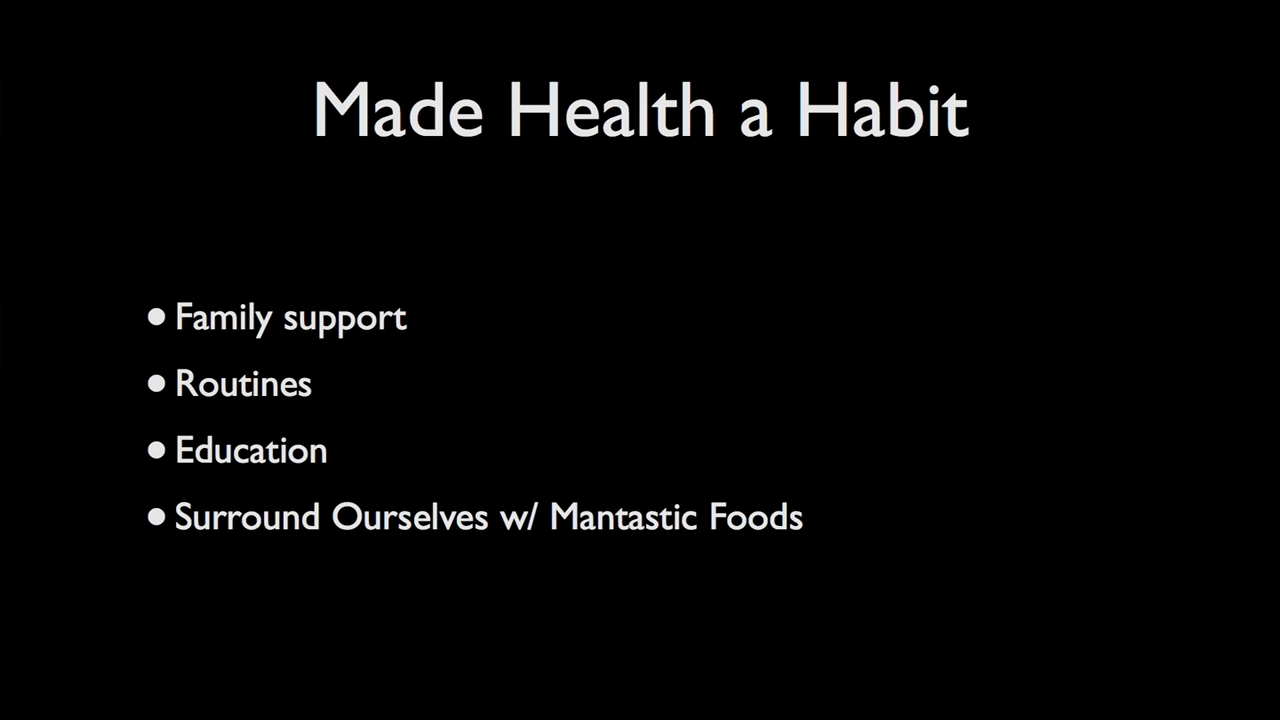 Made Health a Habit
• Family support
• Routines
• Education
• Surround Ourselves w/ Mantastic Foods